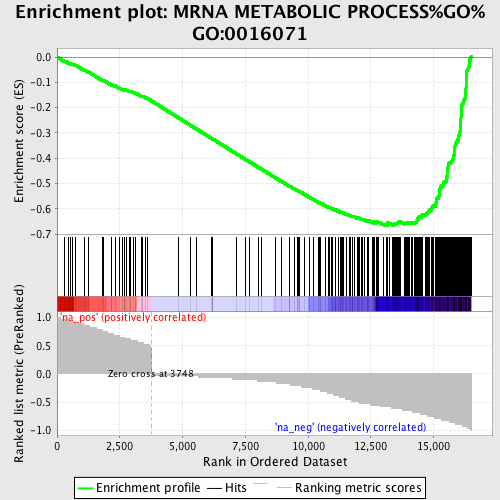 Enrichment plot: MRNA METABOLIC PROCESS%GO%
GO:0016071
Enrichment score (ES)
0.0
-0.1
-0.2
-0.3
-0.4
-0.5
-0.6
-0.7
Ranked list metric (PreRanked)
1.0
0.5
0.0
-0.5
-1.0
'na_pos' (positively correlated)
Zero cross at 3748
'na_neg' (negatively correlated)
0
2,500
5,000
7,500
10,000
12,500
15,000
Rank in Ordered Dataset
Enrichment profile
Hits
Ranking metric scores